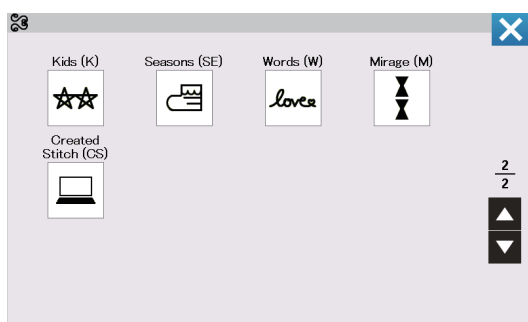 Kids (K)
Seasons (SE)
Words (W)
Mirage (M)
love
Created
Stitch (CS)
2
2